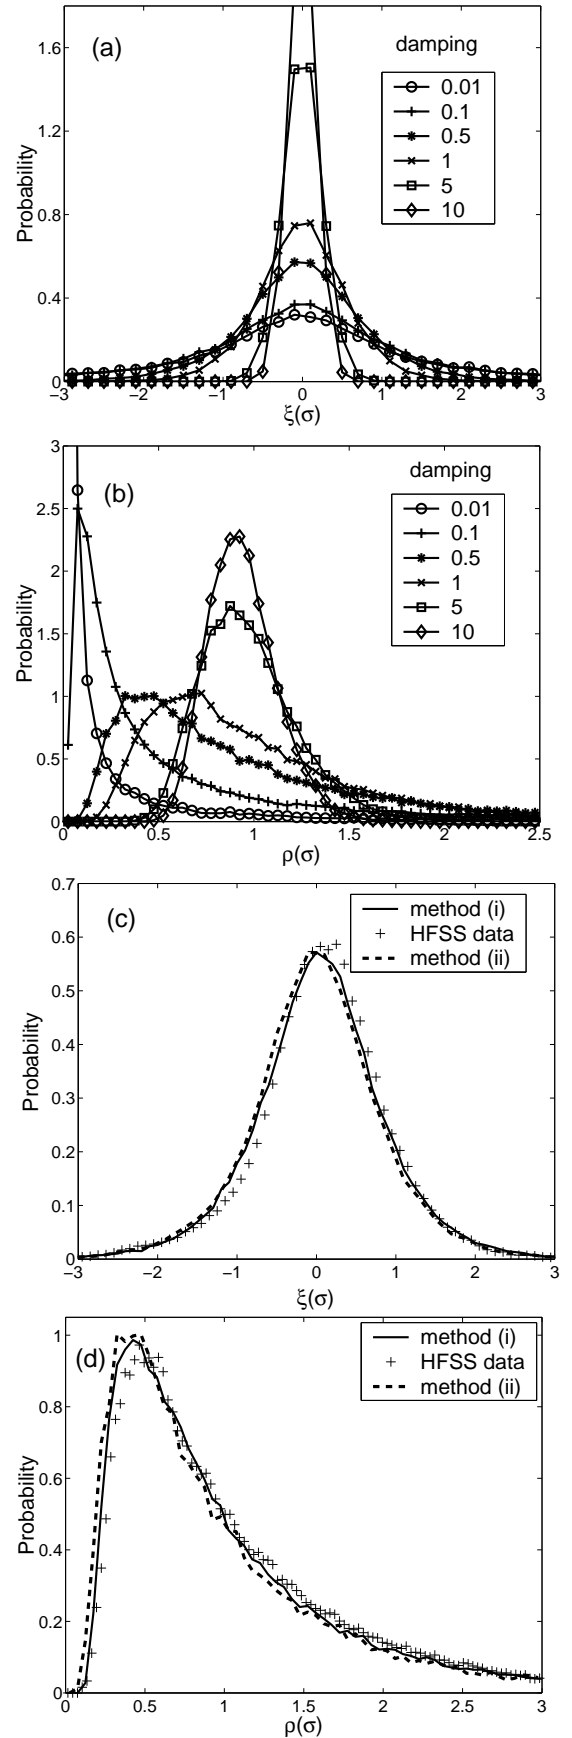 (a)
damping
0.01
0.1
0.5
1
5
10
1.6
1.2
0.8
0.4
0
Probability
−3 −2 −1 0 1 2 3
ξ(σ)
(b)
damping
0.01
0.1
0.5
1
5
10
3
2.5
2
1.5
1
0.5
0
Probability
0 0.5 1 1.5 2 2.5
ρ(σ)
(c)
method (i)
HFSS data
method (ii)
0.7
0.6
0.5
0.4
0.3
0.2
0.1
0
Probability
−3 −2 −1 0 1 2 3
ξ(σ)
(d)
method (i)
HFSS data
method (ii)
1
0.8
0.6
0.4
0.2
0
Probability
0 0.5 1 1.5 2 2.5 3
ρ(σ)